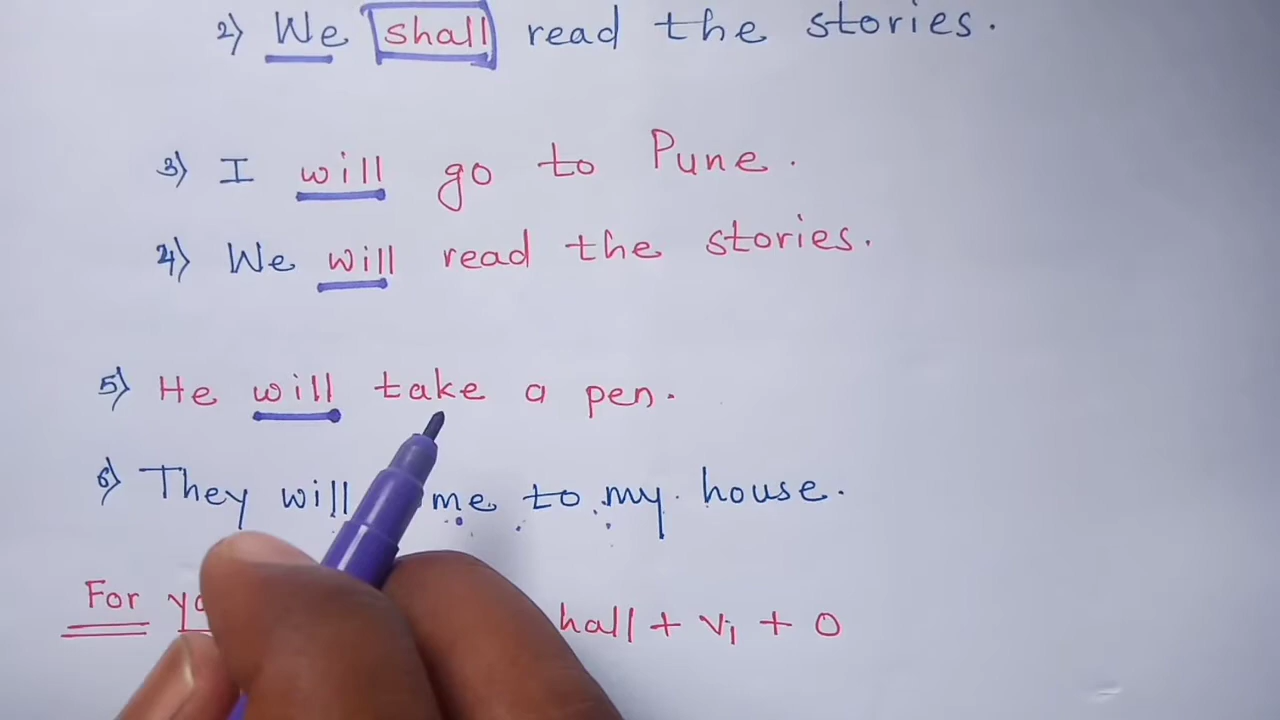 2) We shall read the stories.
3) I will go to Pune.
4) We will read the stories.
5) He will take a pen.
6) They will to my house.
For hall + V1 + O